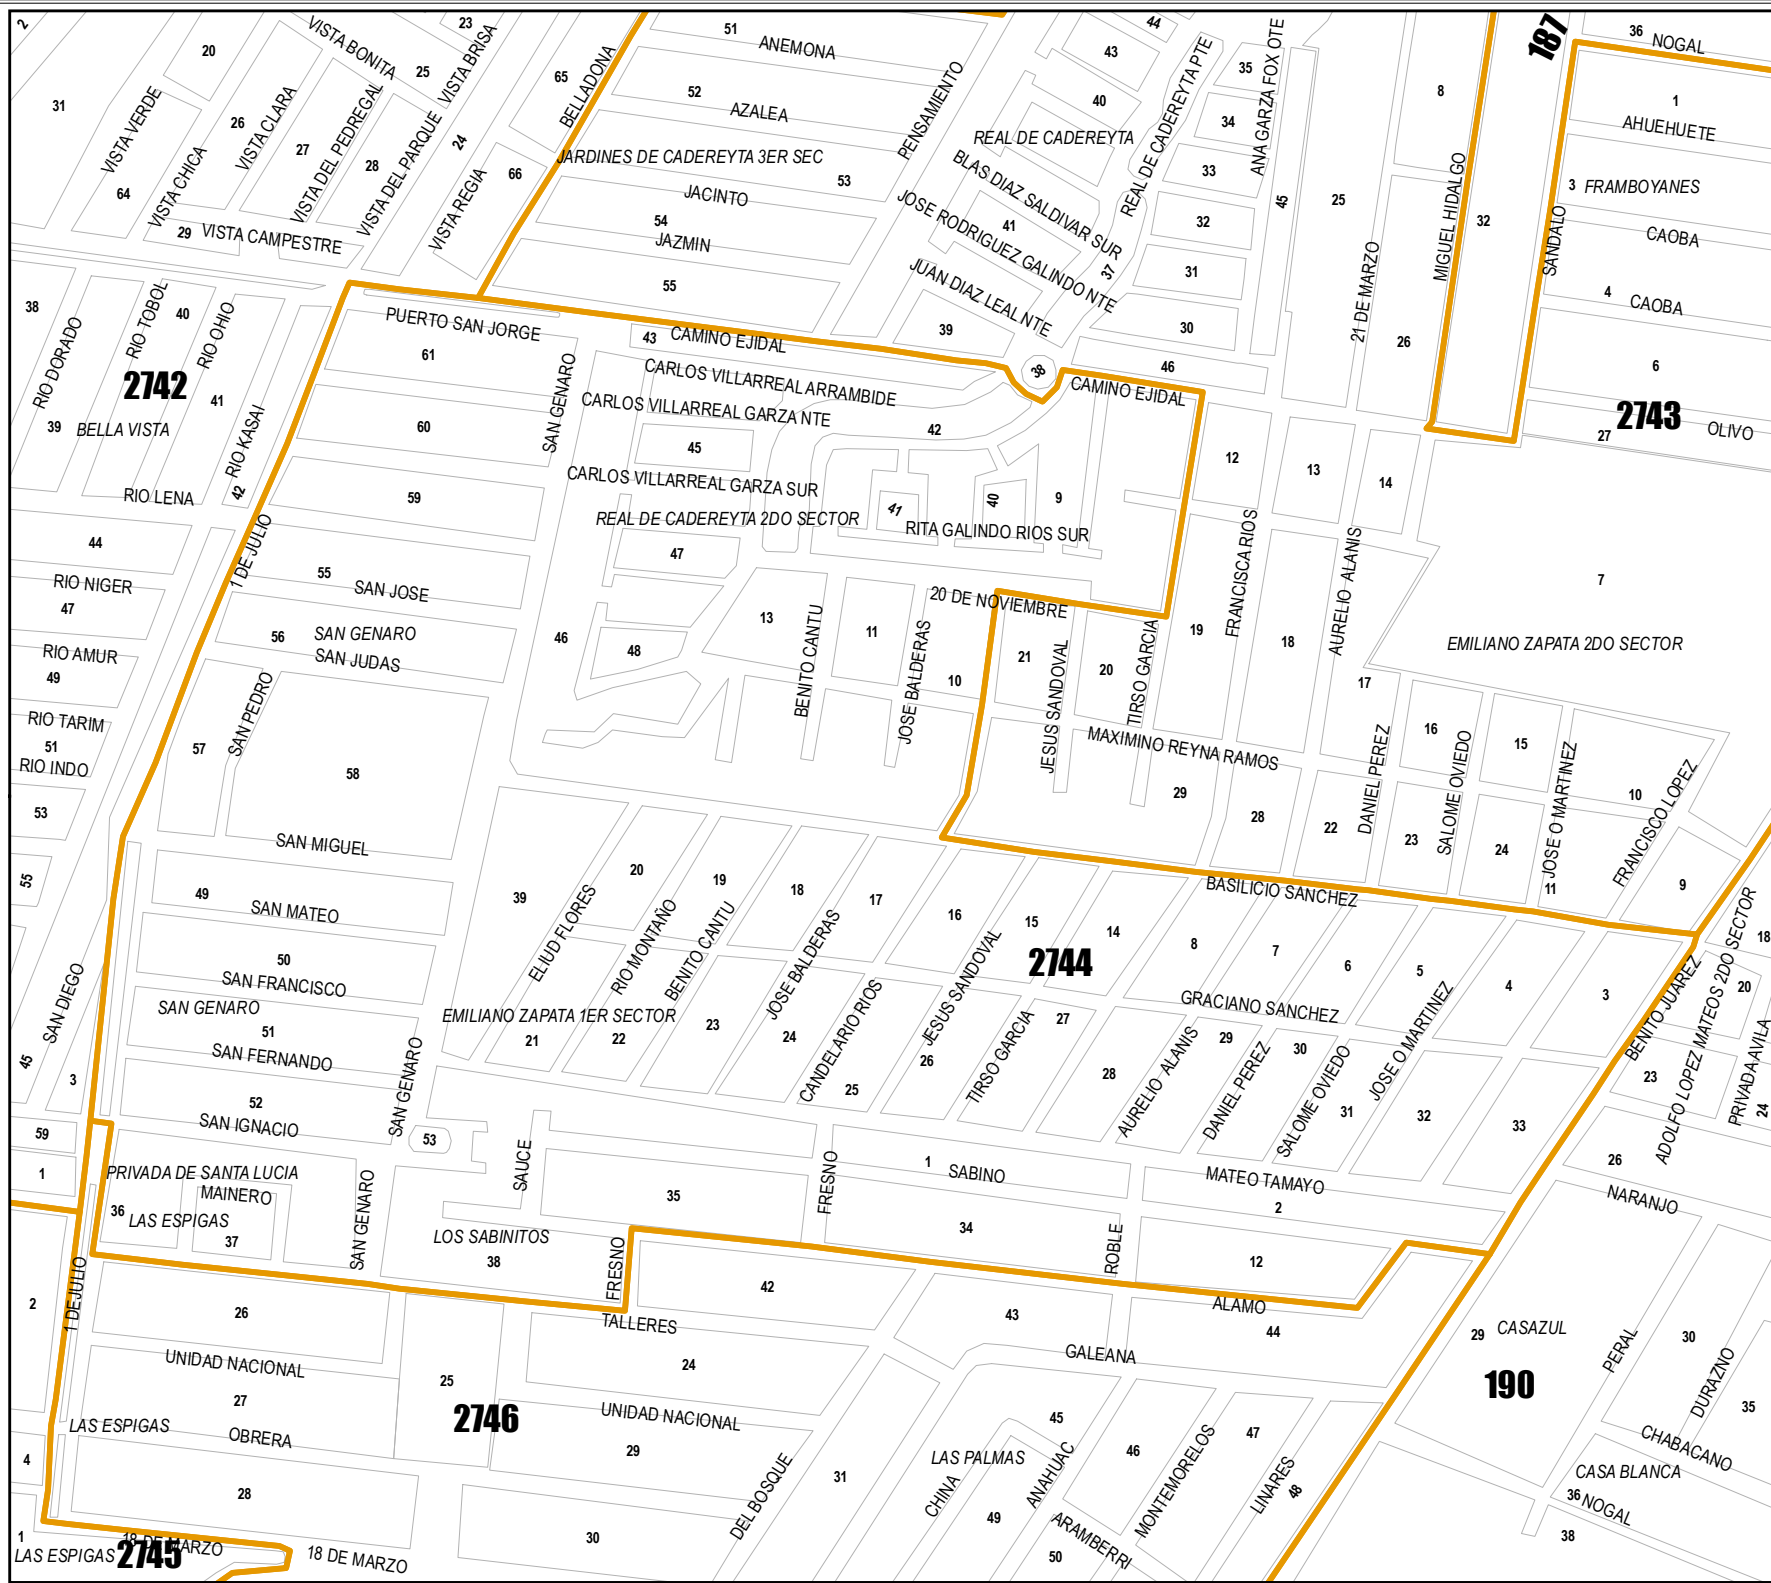 2
20
VISTA BONITA
23
VISTA BRISA
25
31
VISTA VERDE
26
VISTA CLARA
27
VISTA DEL PEDREGAL
28
VISTA DEL PARQUE
24
64
VISTA CHICA
29
VISTA CAMPESTRE
VISTA REGIA
66
65
BELLADONA
51
ANEMONA
52
AZALEA
JARDINES DE CADEREYTA 3ER SEC
53
JACINTO
54
JAZMIN
55
PENSAMIENTO
44
43
40
REAL DE CADEREYTA
REAL DE CADEREYTA PTE
35
34
33
32
31
30
ANA GARZA FOX OTE
45
BLAS DIAZ SALDIVAR SUR
41
JOSE RODRIGUEZ GALINDO NTE
37
JUAN DIAZ LEAL NTE
39
38
46
25
8
21 DE MARZO
MIGUEL HIDALGO
26
32
187
SANDALO
36
NOGAL
1
AHUEHUETE
3
FRAMBOYANES
CAOBA
4
CAOBA
6
2743
27
OLIVO
38
RIO DORADO
RIO TOBOL
40
RIO OHIO
2742
41
39
BELLA VISTA
RIO KASAI
RIO LENA
42
44
RIO NIGER
47
RIO AMUR
49
RIO TARIM
51
RIO INDO
53
55
45
SAN DIEGO
3
59
1
PUERTO SAN JORGE
61
60
59
SAN GENARO
43
CAMINO EJIDAL
CARLOS VILLARREAL ARRAMBIDE
CARLOS VILLARREAL GARZA NTE
42
45
CARLOS VILLARREAL GARZA SUR
REAL DE CADEREYTA 2DO SECTOR
47
41
40
9
RITA GALINDO RIOS SUR
CAMINO EJIDAL
12
13
14
1 DE JULIO
55
SAN JOSE
56
SAN GENARO
SAN JUDAS
SAN PEDRO
57
58
46
48
13
BENITO CANTU
11
JOSE BALDERAS
10
20 DE NOVIEMBRE
21
JESUS SANDOVAL
20
TIRSO GARCIA
19
FRANCISCA RIOS
18
AURELIO ALANIS
7
EMILIANO ZAPATA 2DO SECTOR
17
16
15
10
MAXIMINO REYNA RAMOS
29
28
22
DANIEL PEREZ
23
SALOME OVIEDO
24
JOSE O MARTINEZ
11
FRANCISCO LOPEZ
9
SAN MIGUEL
49
SAN MATEO
50
SAN FRANCISCO
SAN GENARO
51
SAN FERNANDO
52
SAN IGNACIO
SAN GENARO
53
39
ELIUD FLORES
20
RIO MONTAÑO
19
BENITO CANTU
18
JOSE BALDERAS
17
16
JESUS SANDOVAL
15
14
2744
BASILICIO SANCHEZ
8
7
6
5
4
3
GRACIANO SANCHEZ
EMILIANO ZAPATA 1ER SECTOR
21
22
23
24
CANDELARIO RIOS
25
26
TIRSO GARCIA
27
28
AURELIO ALANIS
29
DANIEL PEREZ
30
SALOME OVIEDO
31
JOSE O MARTINEZ
32
33
BENITO JUAREZ
18
20
ADOLFO LOPEZ MATEOS 2DO SECTOR
23
PRIVADA AVILA
24
26
NARANJO
PRIVADA DE SANTA LUCIA
MAINERO
36
LAS ESPIGAS
37
SAN GENARO
SAUCE
LOS SABINITOS
38
35
FRESNO
FRESNO
1
SABINO
34
ROBLE
MATEO TAMAYO
2
12
2
1 DE JULIO
26
UNIDAD NACIONAL
27
LAS ESPIGAS
OBRERA
28
4
1
LAS ESPIGAS
2745
18 DE MARZO
18 DE MARZO
25
2746
TALLERES
24
UNIDAD NACIONAL
29
30
42
43
ALAMO
44
GALEANA
DEL BOSQUE
31
LAS PALMAS
CHINA
49
45
ANAHUAC
46
ARAMBERRI
50
MONTEMORELOS
47
LINARES
48
29
CASAZUL
190
PERAL
30
DURAZNO
35
CHABACANO
CASA BLANCA
36
NOGAL
38